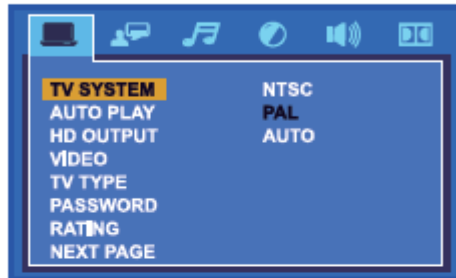 TV SYSTEM NTSC
AUTO PLAY PAL
HD OUTPUT AUTO
VIDEO
TV TYPE
PASSWORD
RATING
NEXT PAGE